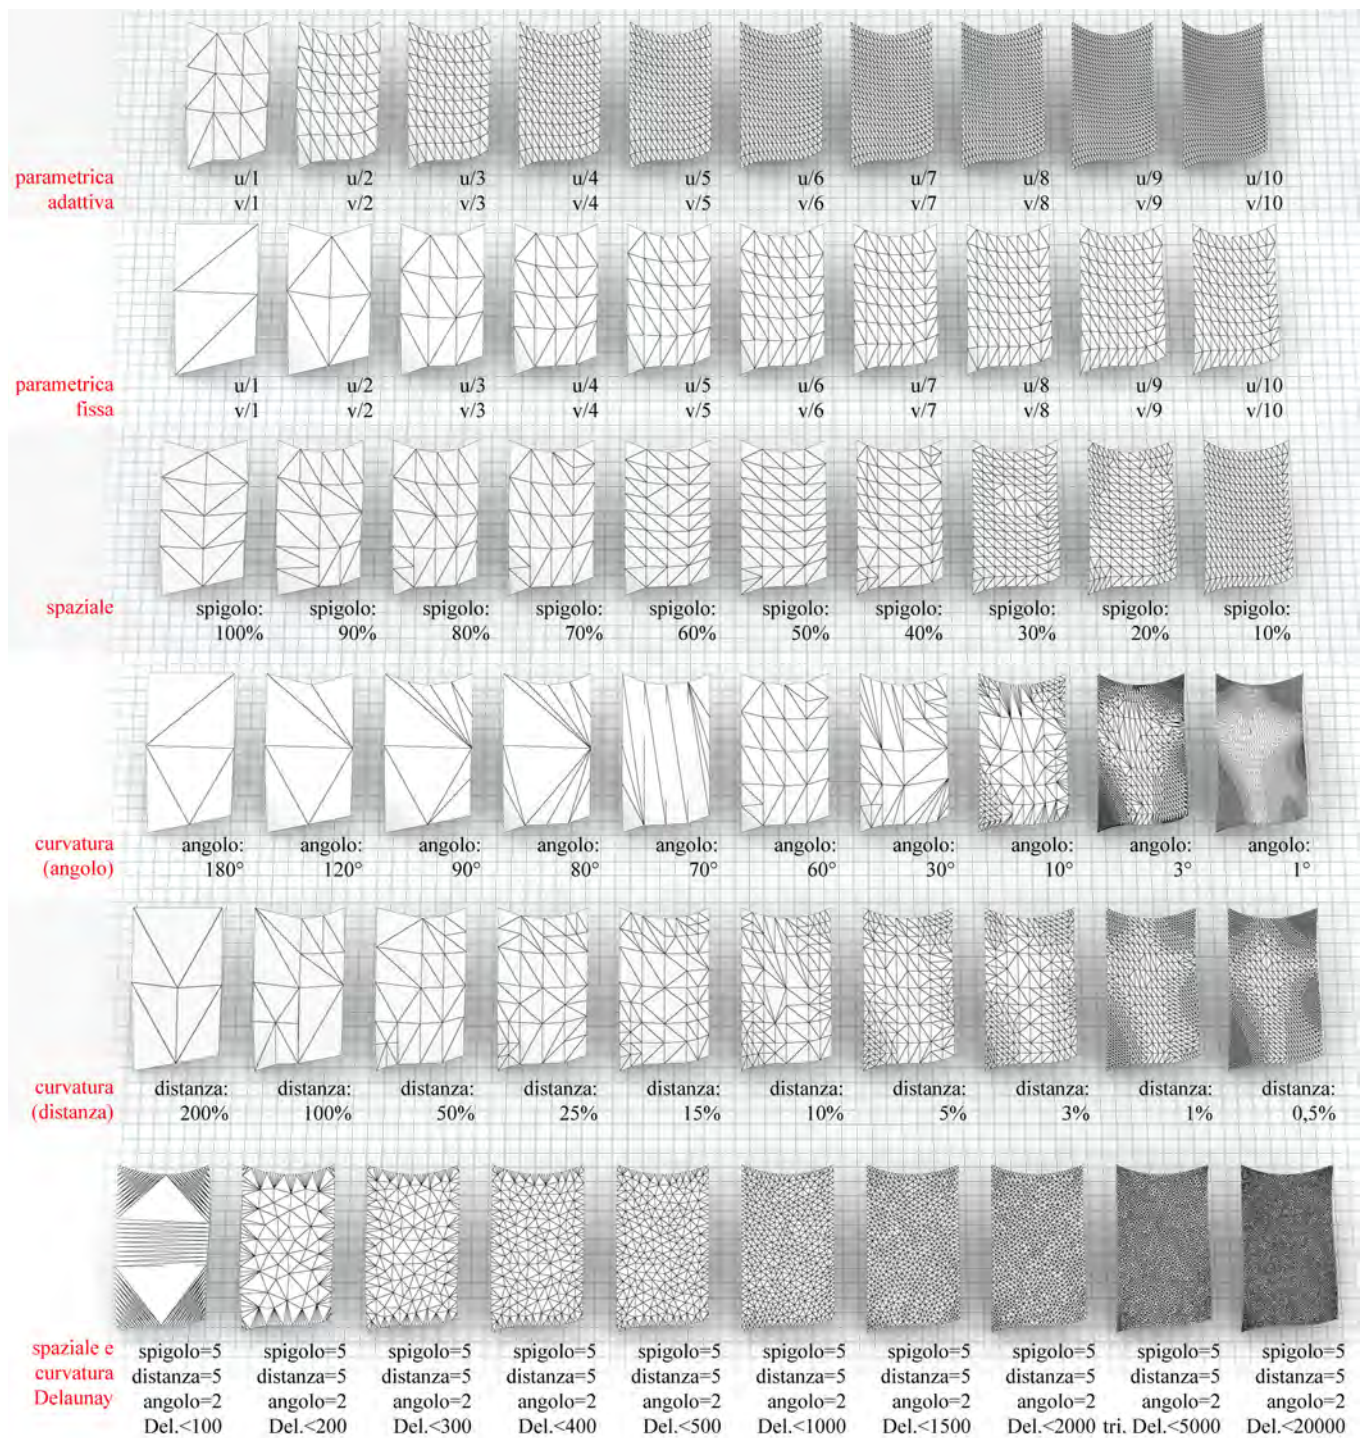 parametrica adattiva
u/1 u/2 u/3 u/4 u/5 u/6 u/7 u/8 u/9 u/10
v/1 v/2 v/3 v/4 v/5 v/6 v/7 v/8 v/9 v/10
parametrica fissa
u/1 u/2 u/3 u/4 u/5 u/6 u/7 u/8 u/9 u/10
v/1 v/2 v/3 v/4 v/5 v/6 v/7 v/8 v/9 v/10
spaziale
spigolo: spigolo: spigolo: spigolo: spigolo: spigolo: spigolo: spigolo: spigolo: spigolo:
100% 90% 80% 70% 60% 50% 40% 30% 20% 10%
curvatura (angolo)
angolo: angolo: angolo: angolo: angolo: angolo: angolo: angolo: angolo: angolo:
180° 120° 90° 80° 70° 60° 30° 10° 3° 1°
curvatura (distanza)
distanza: distanza: distanza: distanza: distanza: distanza: distanza: distanza: distanza: distanza:
200% 100% 50% 25% 15% 10% 5% 3% 1% 0,5%
spaziale e curvatura Delaunay
spigolo=5 spigolo=5 spigolo=5 spigolo=5 spigolo=5 spigolo=5 spigolo=5 spigolo=5 spigolo=5 spigolo=5
distanza=5 distanza=5 distanza=5 distanza=5 distanza=5 distanza=5 distanza=5 distanza=5 distanza=5 distanza=5
angolo=2 angolo=2 angolo=2 angolo=2 angolo=2 angolo=2 angolo=2 angolo=2 angolo=2 angolo=2
Del.<100 Del.<200 Del.<300 Del.<400 Del.<500 Del.<1000 Del.<1500 Del.<2000 tri. Del.<5000 Del.<20000